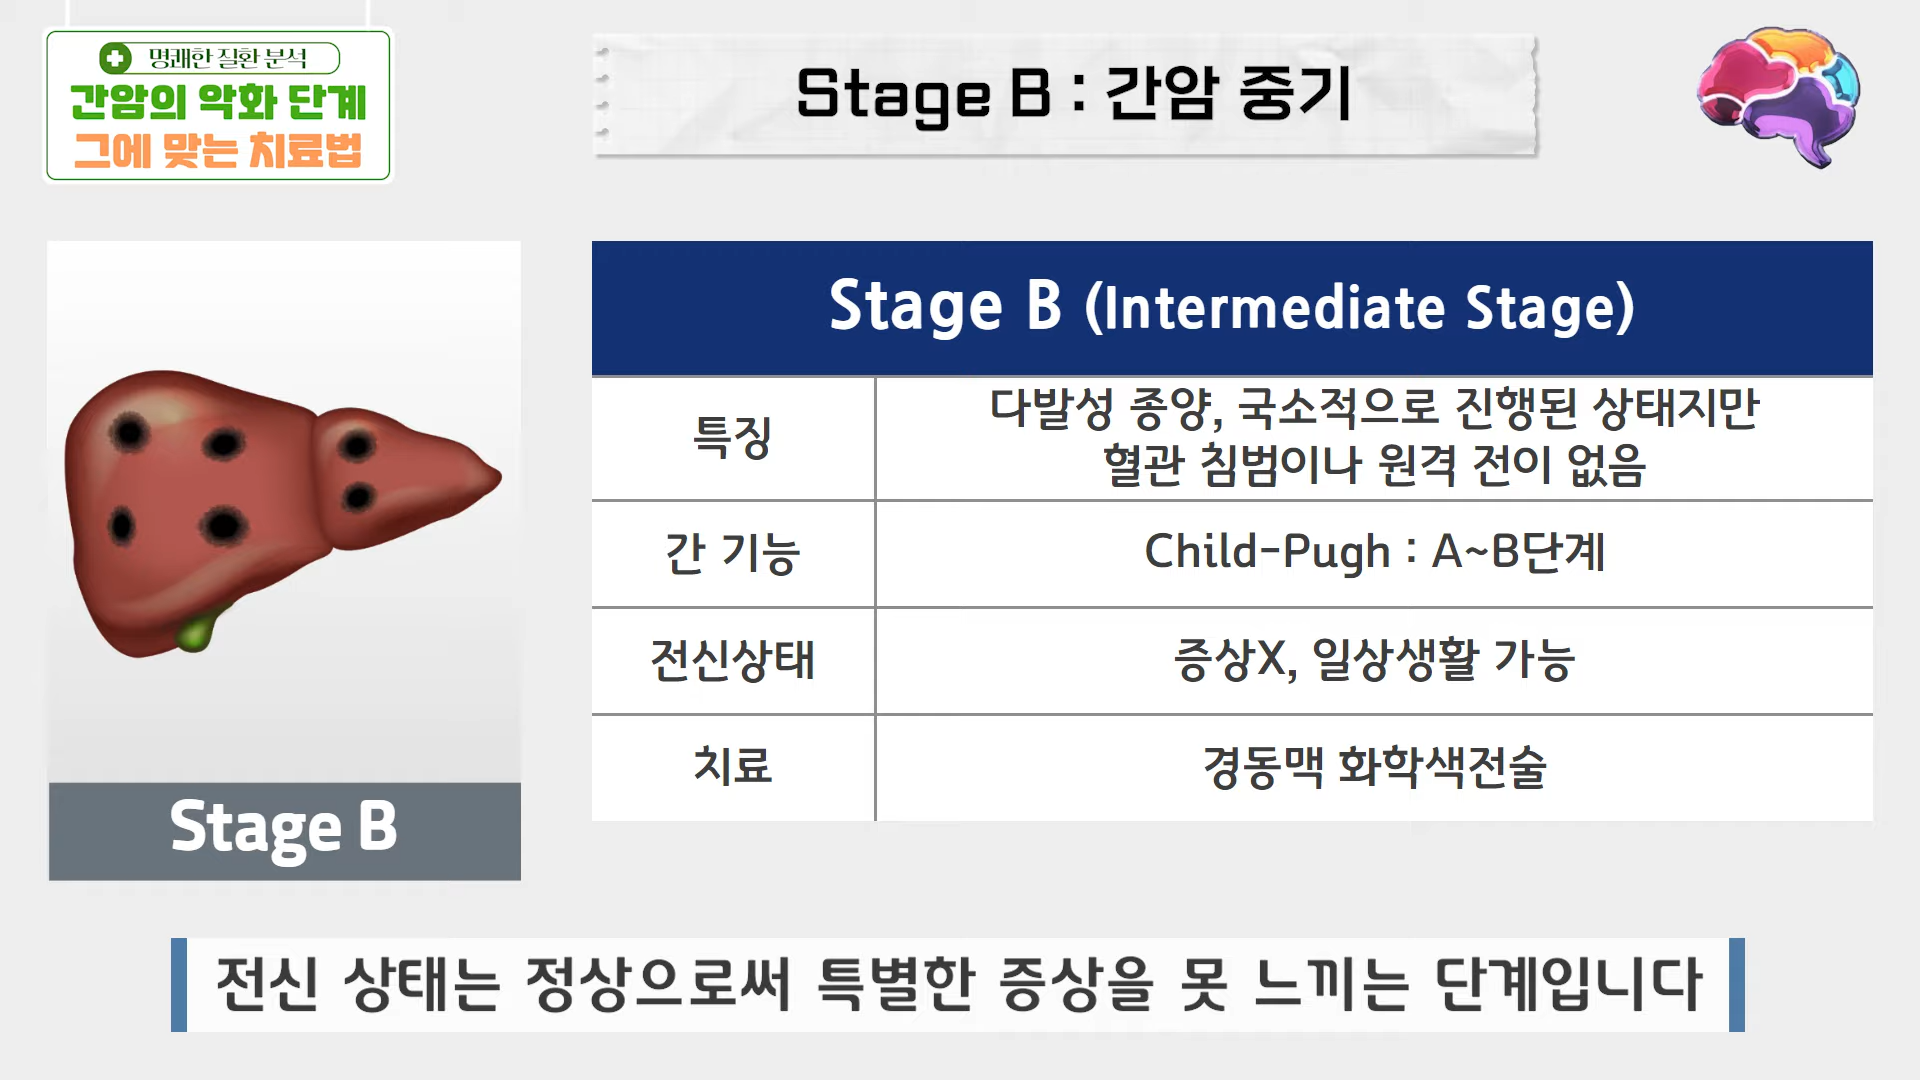 명쾌한 질환 분석
간암의 악화 단계
그에 맞는 치료법
Stage B : 간암 중기
Stage B (Intermediate Stage)
특징
다발성 종양, 국소적으로 진행된 상태지만
혈관 침범이나 원격 전이 없음
간 기능
Child-Pugh : A~B단계
전신상태
증상X, 일상생활 가능
치료
경동맥 화학색전술
Stage B
전신 상태는 정상으로써 특별한 증상을 못 느끼는 단계입니다